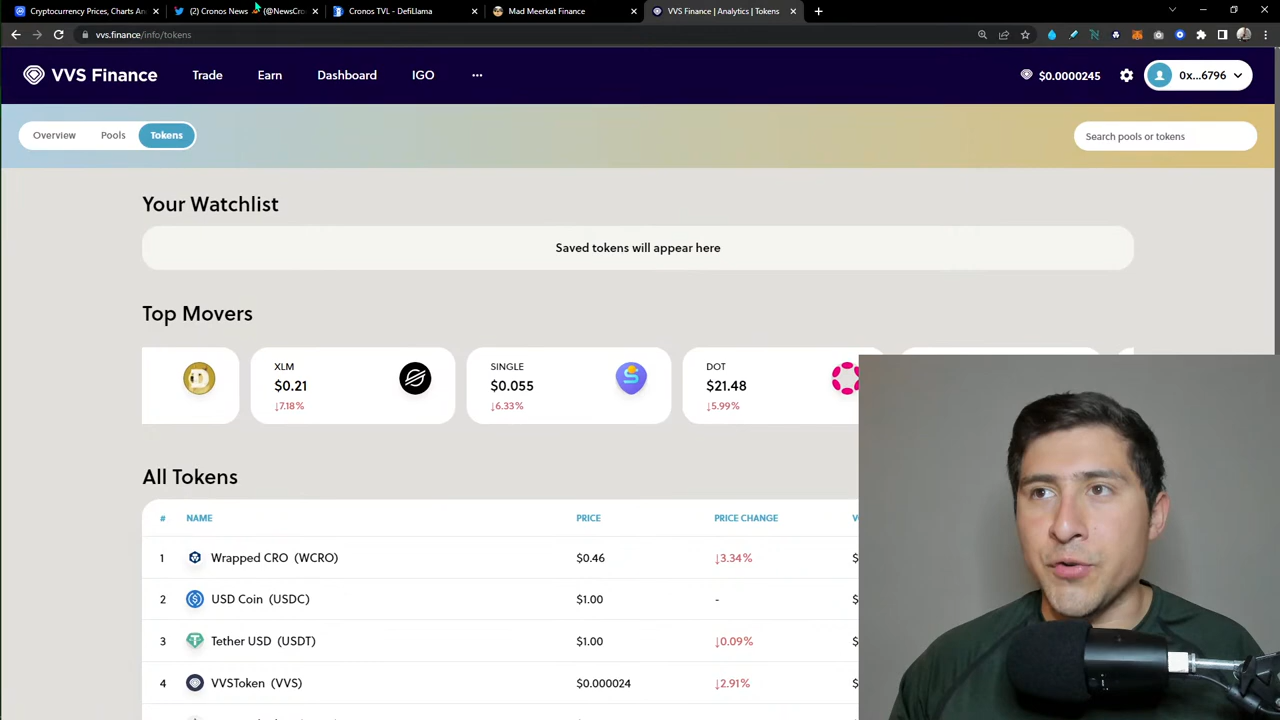 Cryptocurrency Prices, Charts An
(2) Cronos News (@NewsCro
Cronos TVL - DefiLlama
Mad Meerkat Finance
VVS Finance | Analytics | Tokens
vvs.finance/info/tokens
VVS Finance Trade Earn Dashboard IGO ••• $0.0000245 0x...6796
Overview Pools Tokens Search pools or tokens
Your Watchlist
Saved tokens will appear here
Top Movers
XLM SINGLE DOT
$0.21 $0.055 $21.48
↓7.18% ↓6.33% ↓5.99%
All Tokens
# NAME PRICE PRICE CHANGE
1 Wrapped CRO (WCRO) $0.46 ↓3.34% $
2 USD Coin (USDC) $1.00 - $
3 Tether USD (USDT) $1.00 ↓0.09% $
4 VVSToken (VVS) $0.000024 ↓2.91% $